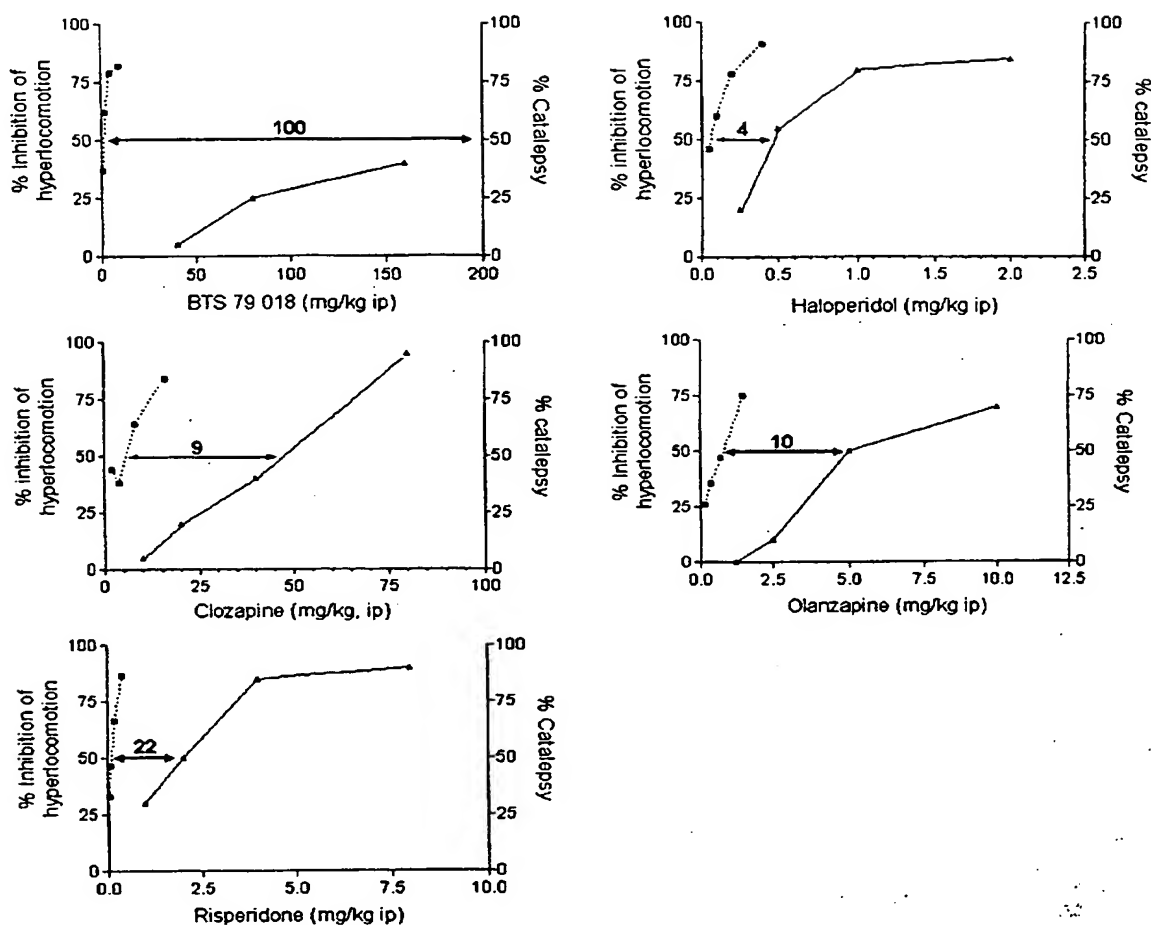 % Inhibition of
hyperlocomotion
100
75
50
25
0
100
75
50
25
0
% Catalepsy
100
0 50 100 150 200
BTS 79 018 (mg/kg ip)
% inhibition of
hyperlocomotion
100
75
50
25
0
100
75
50
25
0
% catalepsy
4
0.0 0.5 1.0 1.5 2.0 2.5
Haloperidol (mg/kg ip)
% inhibition of
hyperlocomotion
100
75
50
25
0
100
75
50
25
0
% catalepsy
9
0 25 50 75 100
Clozapine (mg/kg, ip)
% Inhibition of
hyperlocomotion
100
75
50
25
0
100
75
50
25
0
% Catalepsy
10
0.0 2.5 5.0 7.5 10.0 12.5
Olanzapine (mg/kg ip)
% Inhibition of
hyperlocomotion
100
75
50
25
0
100
75
50
25
0
% Catalepsy
22
0.0 2.5 5.0 7.5 10.0
Risperidone (mg/kg ip)